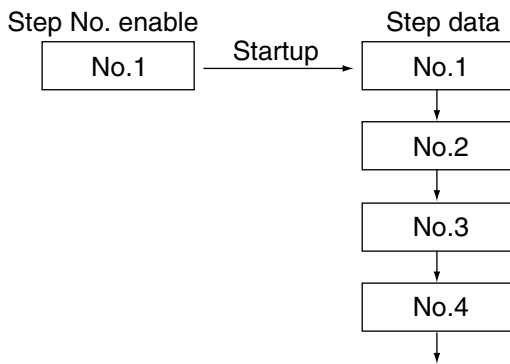 Step No. enable
Step data
No.1
Startup
No.1
No.2
No.3
No.4